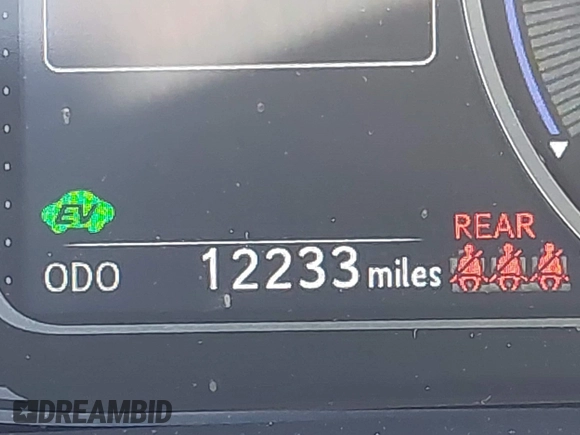 EV
REAR
ODO 12233 miles
DREAMBID